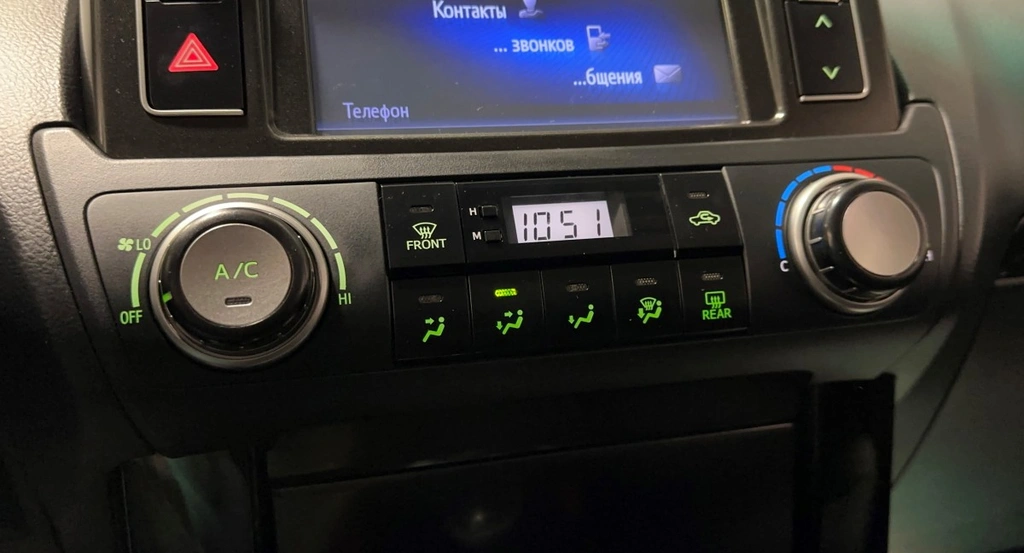 Контакты
... звонков
...бщения
Телефон
LO
A/C
OFF
HI
FRONT
H
M
10 51
REAR
C